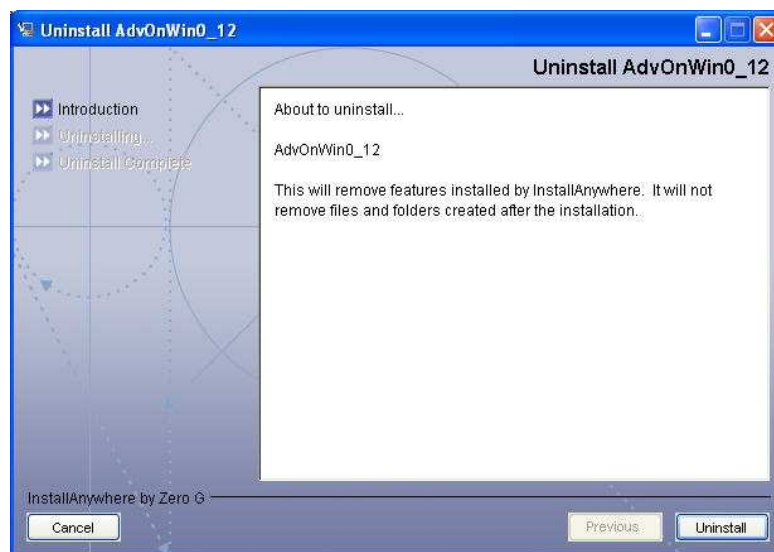 Uninstall AdvOnWin0_12
Uninstall AdvOnWin0_12
Introduction
Uninstalling...
Uninstall Complete
About to uninstall...
AdvOnWin0_12
This will remove features installed by InstallAnywhere. It will not
remove files and folders created after the installation.
InstallAnywhere by Zero G
Cancel
Previous
Uninstall